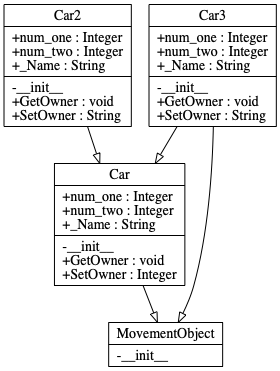 Car2
+num_one : Integer
+num_two : Integer
+_Name : String
-__init__
+GetOwner : void
+SetOwner : String
Car3
+num_one : Integer
+num_two : Integer
+_Name : String
-__init__
+GetOwner : void
+SetOwner : String
Car
+num_one : Integer
+num_two : Integer
+_Name : String
-__init__
+GetOwner : void
+SetOwner : Integer
MovementObject
-__init__